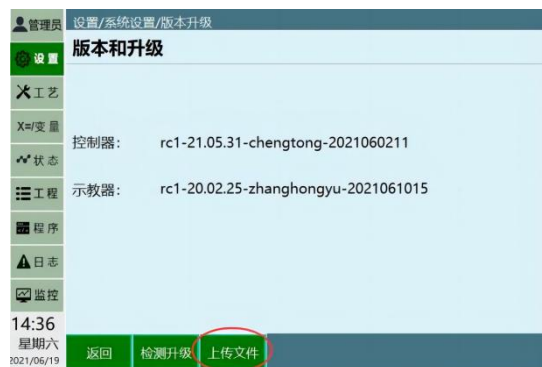 管理员
设置/系统设置/版本升级
版本和升级
设置
工艺
X=/变量
控制器: rc1-21.05.31-chengtong-2021060211
状态
示教器: rc1-20.02.25-zhanghongyu-2021061015
工程
程序
日志
监控
14:36
星期六
2021/06/19
返回 检测升级 上传文件